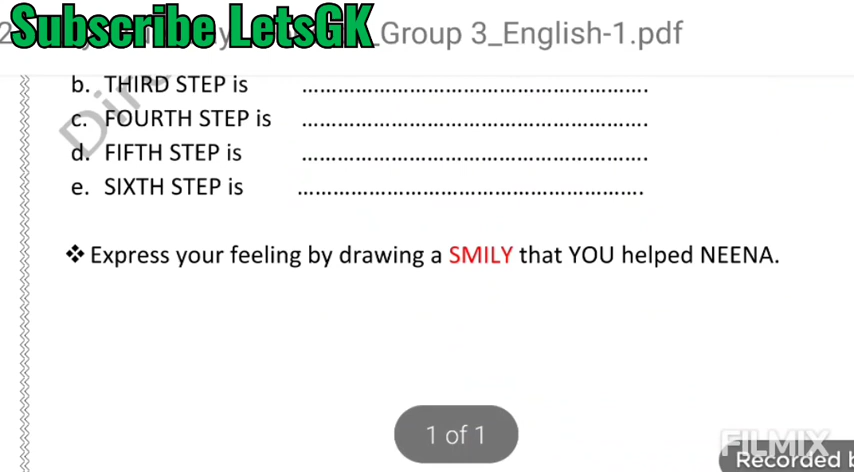 Subscribe LetsGK _Group 3_English-1.pdf
b. THIRD STEP is ..........................................................
c. FOURTH STEP is ..........................................................
d. FIFTH STEP is ..........................................................
e. SIXTH STEP is ..........................................................
❖ Express your feeling by drawing a SMILY that YOU helped NEENA.
1 of 1
FILMIX
Recorded